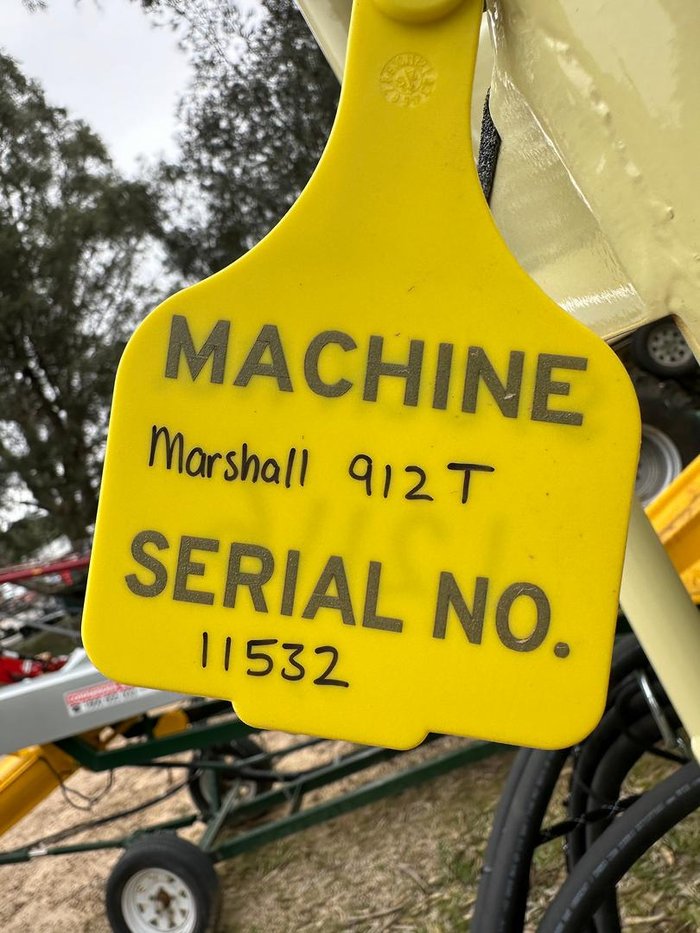 MACHINE
Marshall 912T
SERIAL NO.
11532